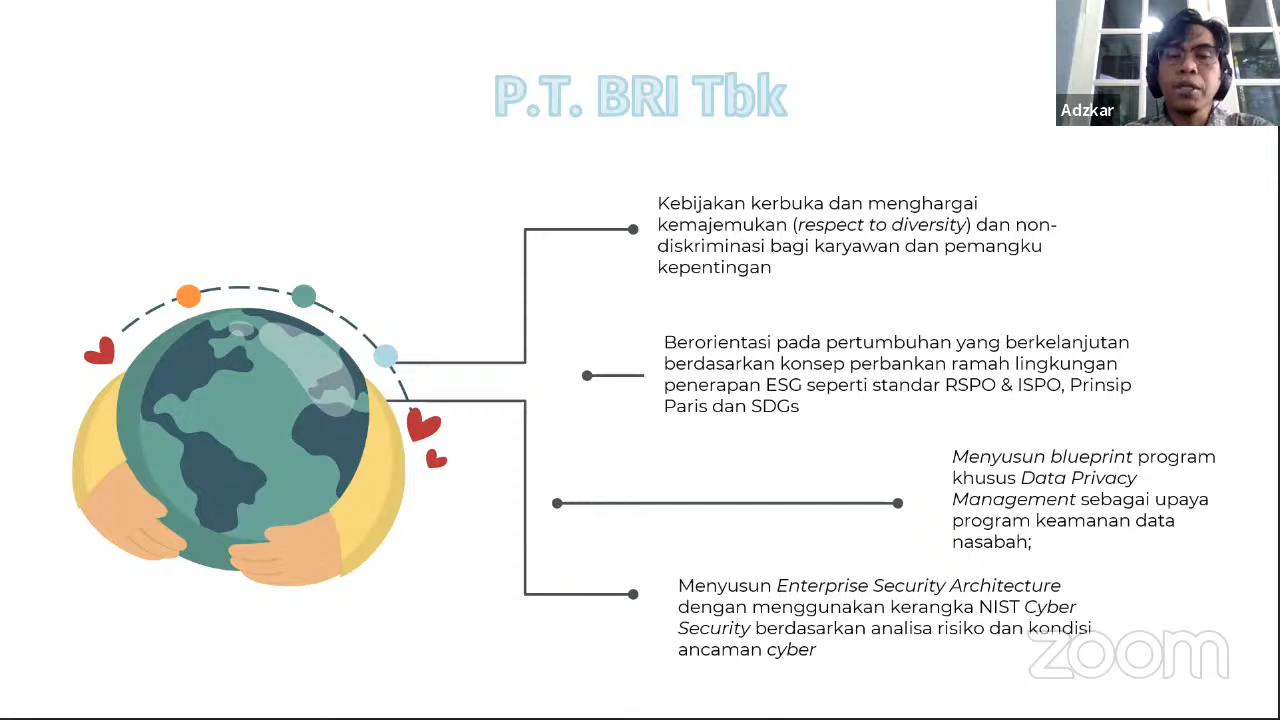 P.T. BRI Tbk
Adzkar
Kebijakan kerbuka dan menghargai
kemajemukan (respect to diversity) dan non-
diskriminasi bagi karyawan dan pemangku
kepentingan
Berorientasi pada pertumbuhan yang berkelanjutan
berdasarkan konsep perbankan ramah lingkungan
penerapan ESG seperti standar RSPO & ISPO, Prinsip
Paris dan SDGs
Menyusun blueprint program
khusus Data Privacy
Management sebagai upaya
program keamanan data
nasabah;
Menyusun Enterprise Security Architecture
dengan menggunakan kerangka NIST Cyber
Security berdasarkan analisa risiko dan kondisi
ancaman cyber
zoom